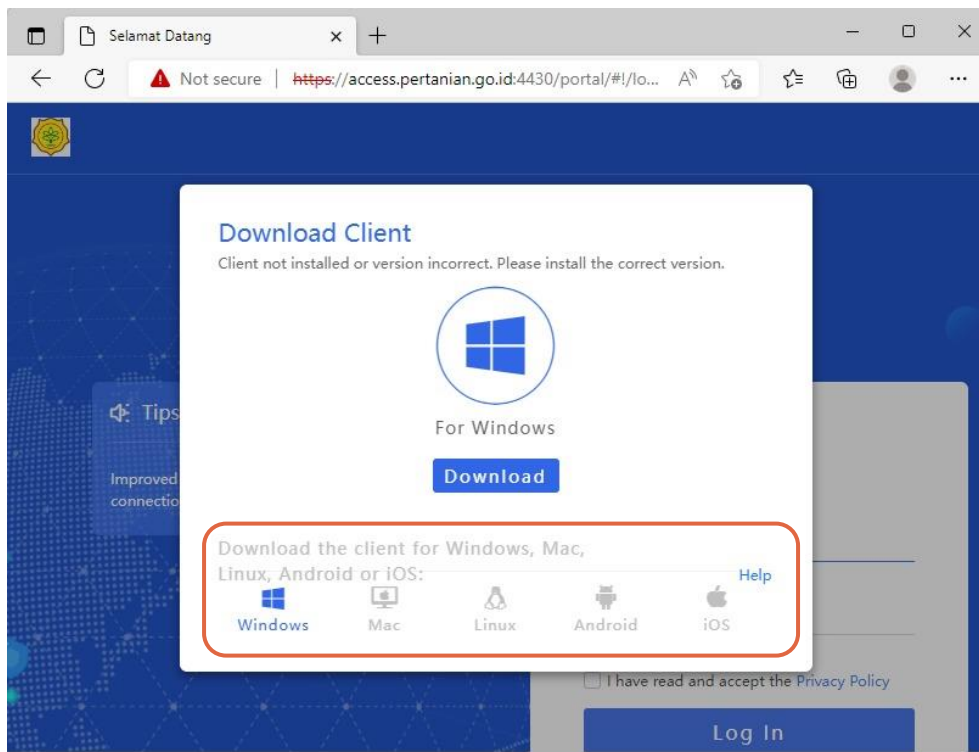 Selamat Datang
Not secure | https://access.pertanian.go.id:4430/portal/#!/lo...
Download Client
Client not installed or version incorrect. Please install the correct version.
For Windows
Download
Tips
Improved
connectio
Download the client for Windows, Mac,
Linux, Android or iOS:
Help
Windows Mac Linux Android iOS
I have read and accept the Privacy Policy
Log In